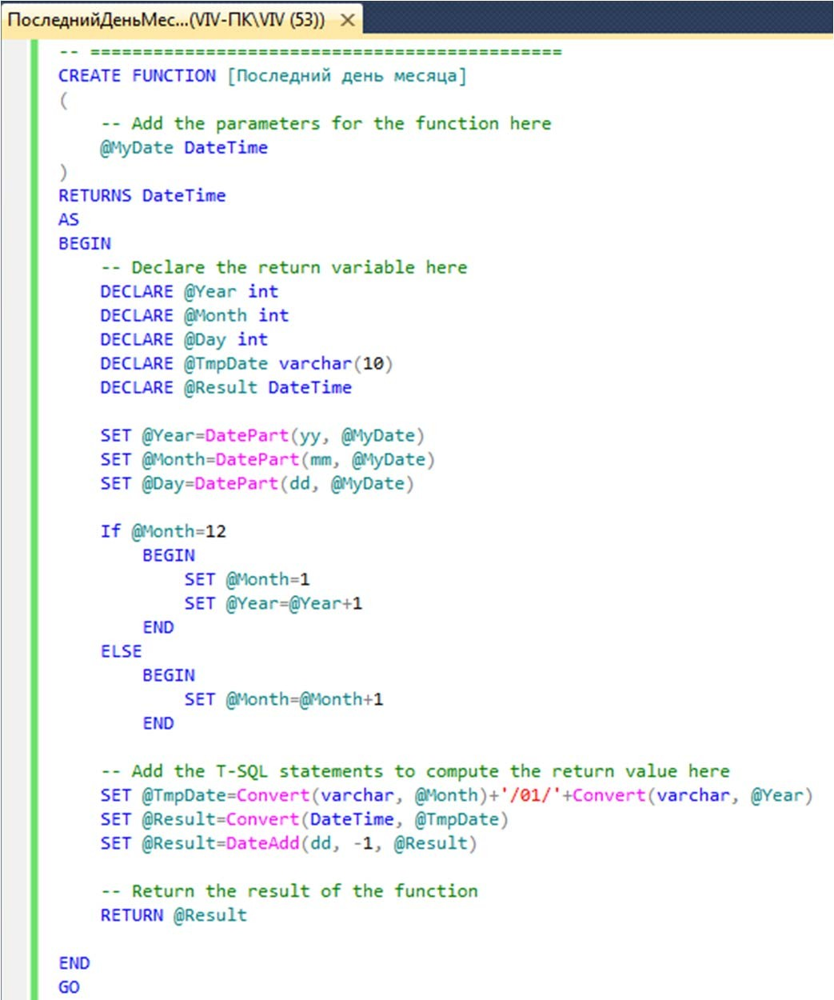 ПоследнийДеньМес...(VIV-ПК\VIV (53)) ×
-- =============================================
CREATE FUNCTION [Последний день месяца]
(
    -- Add the parameters for the function here
    @MyDate DateTime
)
RETURNS DateTime
AS
BEGIN
    -- Declare the return variable here
    DECLARE @Year int
    DECLARE @Month int
    DECLARE @Day int
    DECLARE @TmpDate varchar(10)
    DECLARE @Result DateTime

    SET @Year=DatePart(yy, @MyDate)
    SET @Month=DatePart(mm, @MyDate)
    SET @Day=DatePart(dd, @MyDate)

    If @Month=12
        BEGIN
            SET @Month=1
            SET @Year=@Year+1
        END
    ELSE
        BEGIN
            SET @Month=@Month+1
        END

    -- Add the T-SQL statements to compute the return value here
    SET @TmpDate=Convert(varchar, @Month)+'/01/'+Convert(varchar, @Year)
    SET @Result=Convert(DateTime, @TmpDate)
    SET @Result=DateAdd(dd, -1, @Result)

    -- Return the result of the function
    RETURN @Result

END
GO